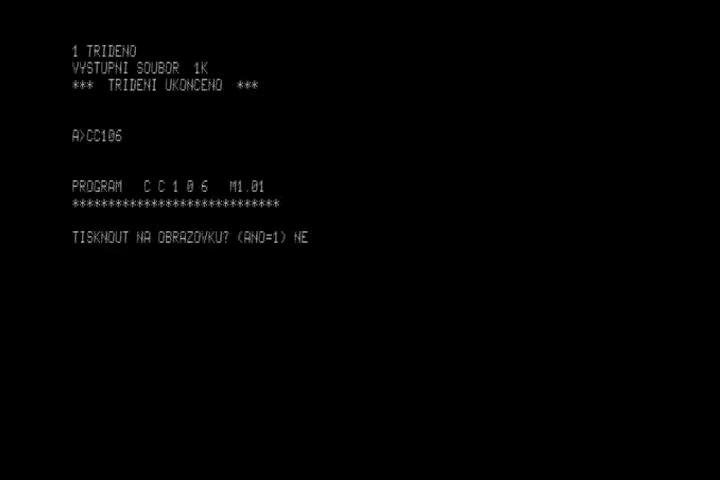 1 TRIDENO
VYSTUPNI SOUBOR  1K
***  TRIDENI UKONCENO  ***
A>CC106
PROGRAM   C C 1 0 6   M1.01
*****************************
TISKNOUT NA OBRAZOVKU? (ANO=1) NE